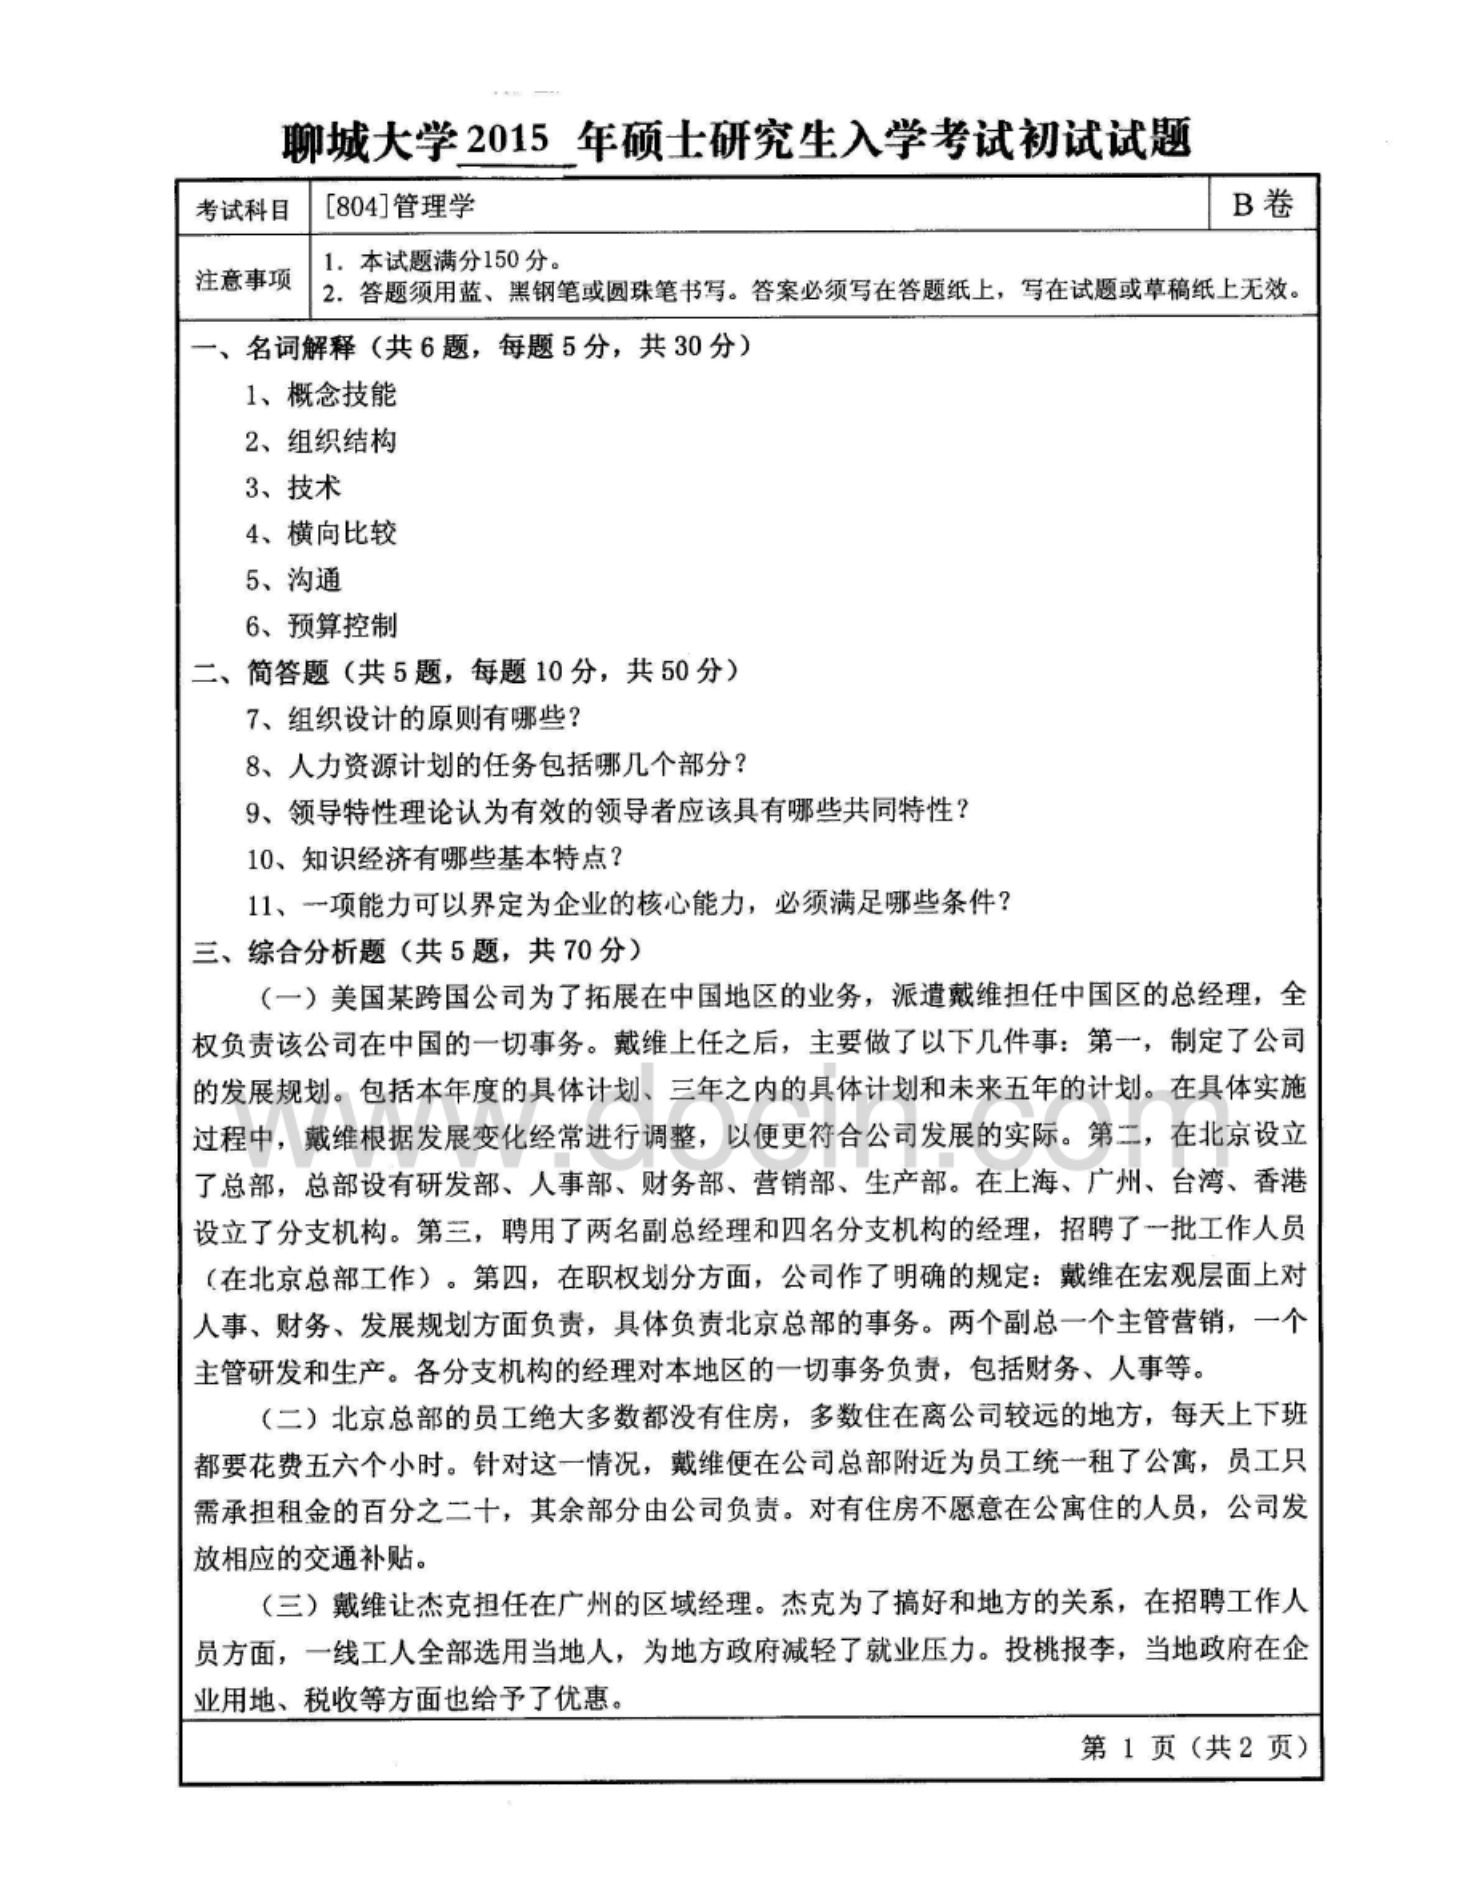 聊城大学2015 年硕士研究生入学考试初试试题
考试科目 [804]管理学 B 卷
注意事项
1. 本试题满分150 分。
2. 答题须用蓝、黑钢笔或圆珠笔书写。答案必须写在答题纸上，写在试题或草稿纸上无效。
一、名词解释（共 6 题，每题 5 分，共 30 分）
1、概念技能
2、组织结构
3、技术
4、横向比较
5、沟通
6、预算控制
二、简答题（共 5 题，每题 10 分，共 50 分）
7、组织设计的原则有哪些？
8、人力资源计划的任务包括哪几个部分？
9、领导特性理论认为有效的领导者应该具有哪些共同特性？
10、知识经济有哪些基本特点？
11、一项能力可以界定为企业的核心能力，必须满足哪些条件？
三、综合分析题（共 5 题，共 70 分）
（一）美国某跨国公司为了拓展在中国地区的业务，派遣戴维担任中国区的总经理，全
权负责该公司在中国的一切事务。戴维上任之后，主要做了以下几件事：第一，制定了公司
的发展规划。包括本年度的具体计划、三年之内的具体计划和未来五年的计划。在具体实施
过程中，戴维根据发展变化经常进行调整，以便更符合公司发展的实际。第二，在北京设立
了总部，总部设有研发部、人事部、财务部、营销部、生产部。在上海、广州、台湾、香港
设立了分支机构。第三，聘用了两名副总经理和四名分支机构的经理，招聘了一批工作人员
（在北京总部工作）。第四，在职权划分方面，公司作了明确的规定：戴维在宏观层面上对
人事、财务、发展规划方面负责，具体负责北京总部的事务。两个副总一个主管营销，一个
主管研发和生产。各分支机构的经理对本地区的一切事务负责，包括财务、人事等。
（二）北京总部的员工绝大多数都没有住房，多数住在离公司较远的地方，每天上下班
都要花费五六个小时。针对这一情况，戴维便在公司总部附近为员工统一租了公寓，员工只
需承担租金的百分之二十，其余部分由公司负责。对有住房不愿意在公寓住的人员，公司发
放相应的交通补贴。
（三）戴维让杰克担任在广州的区域经理。杰克为了搞好和地方的关系，在招聘工作人
员方面，一线工人全部选用当地人，为地方政府减轻了就业压力。投桃报李，当地政府在企
业用地、税收等方面也给予了优惠。
www.docin.com
第 1 页（共 2 页）